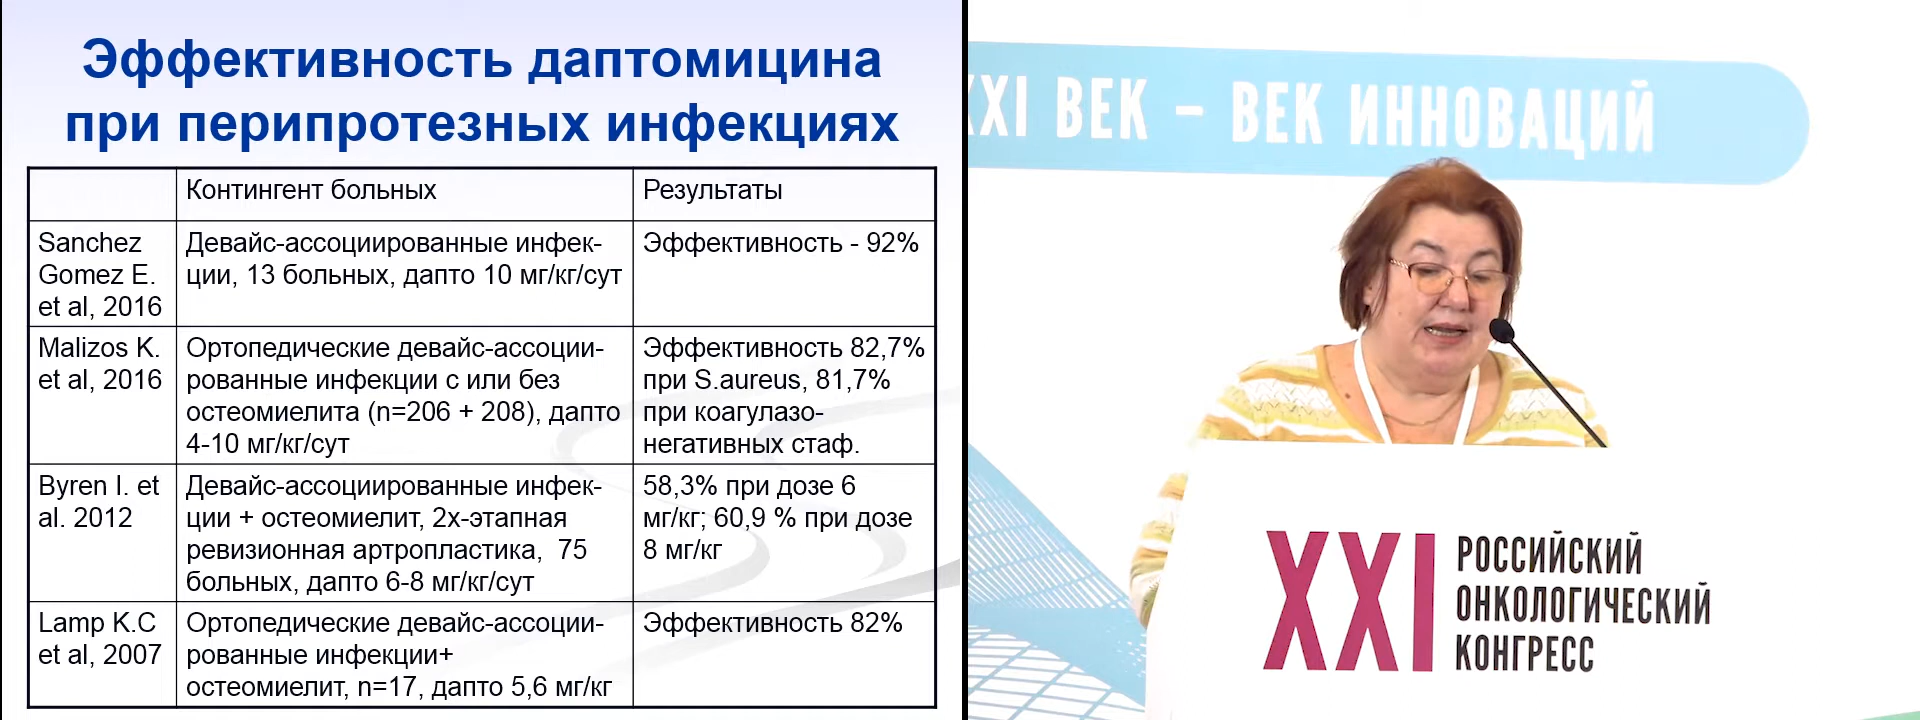 Эффективность даптомицина
при перипротезных инфекциях
Контингент больных
Результаты
Sanchez
Gomez E.
et al, 2016
Девайс-ассоциированные инфек-
ции, 13 больных, дапто 10 мг/кг/сут
Эффективность - 92%
Malizos K.
et al, 2016
Ортопедические девайс-ассоции-
рованные инфекции с или без
остеомиелита (n=206 + 208), дапто
4-10 мг/кг/сут
Эффективность 82,7%
при S.aureus, 81,7%
при коагулазо-
негативных стаф.
Byren I. et
al. 2012
Девайс-ассоциированные инфек-
ции + остеомиелит, 2х-этапная
ревизионная артропластика, 75
больных, дапто 6-8 мг/кг/сут
58,3% при дозе 6
мг/кг; 60,9 % при дозе
8 мг/кг
Lamp K.C
et al, 2007
Ортопедические девайс-ассоции-
рованные инфекции+
остеомиелит, n=17, дапто 5,6 мг/кг
Эффективность 82%
XXI ВЕК – ВЕК ИННОВАЦИЙ
XXI
РОССИЙСКИЙ
ОНКОЛОГИЧЕСКИЙ
КОНГРЕСС